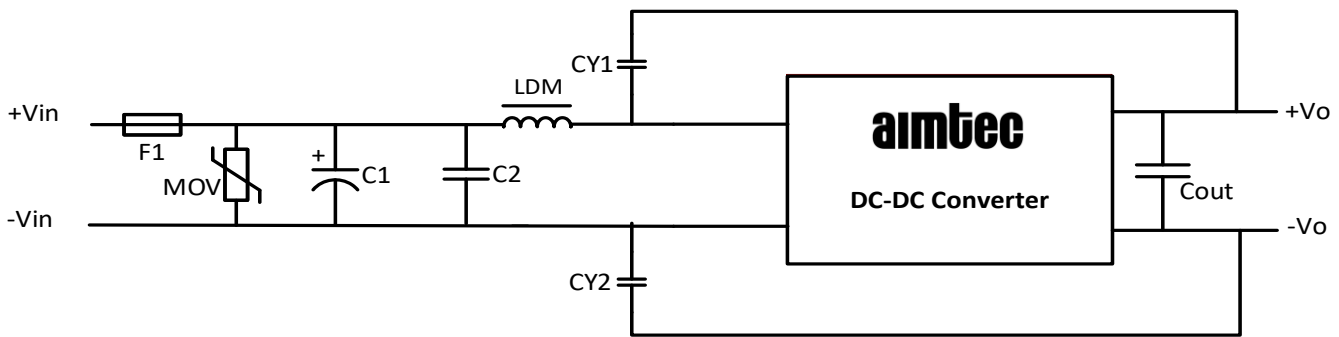 CY1
LDM
+Vin
F1
MOV
+
C1
C2
aimtec
DC-DC Converter
+Vo
Cout
-Vin
-Vo
CY2